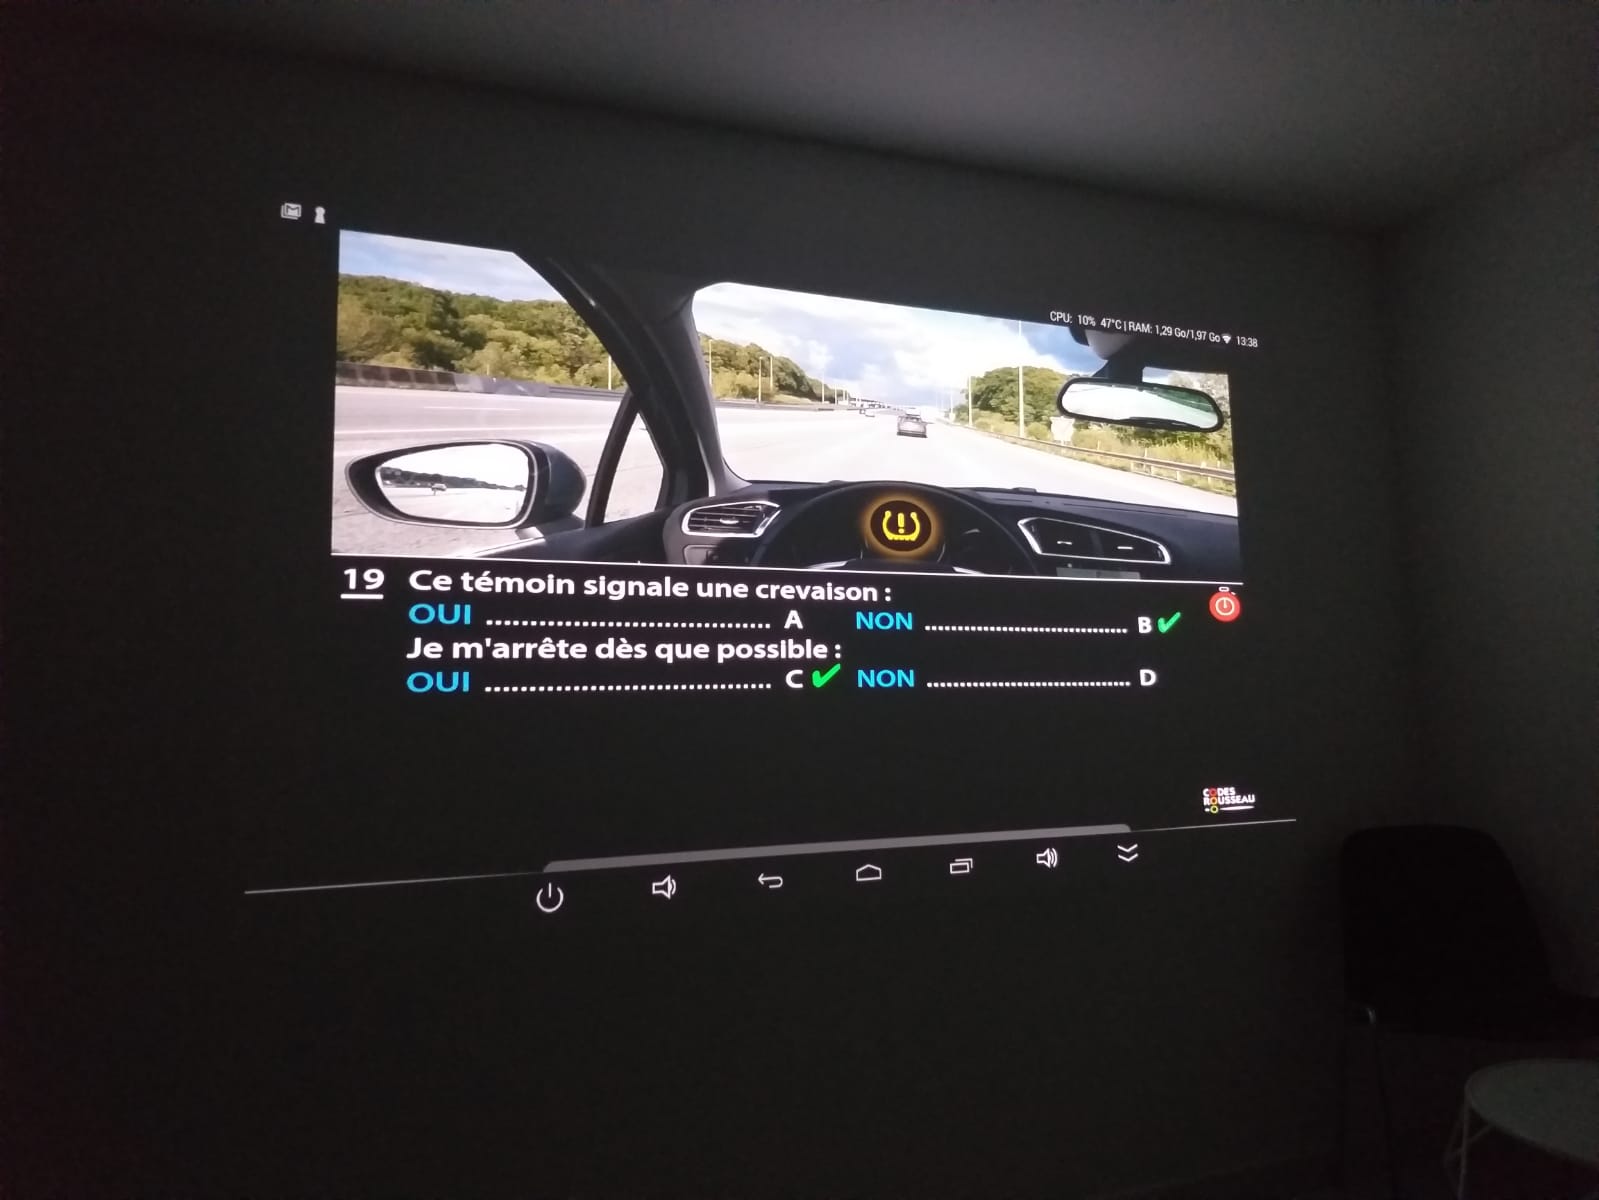 CPU: 10% 47°C | RAM: 1,29 Go/1,97 Go 13:38
19 Ce témoin signale une crevaison :
OUI .................................... A NON ................................ B
Je m'arrête dès que possible :
OUI .................................... C NON ................................ D
CODES
ROUSSEAU